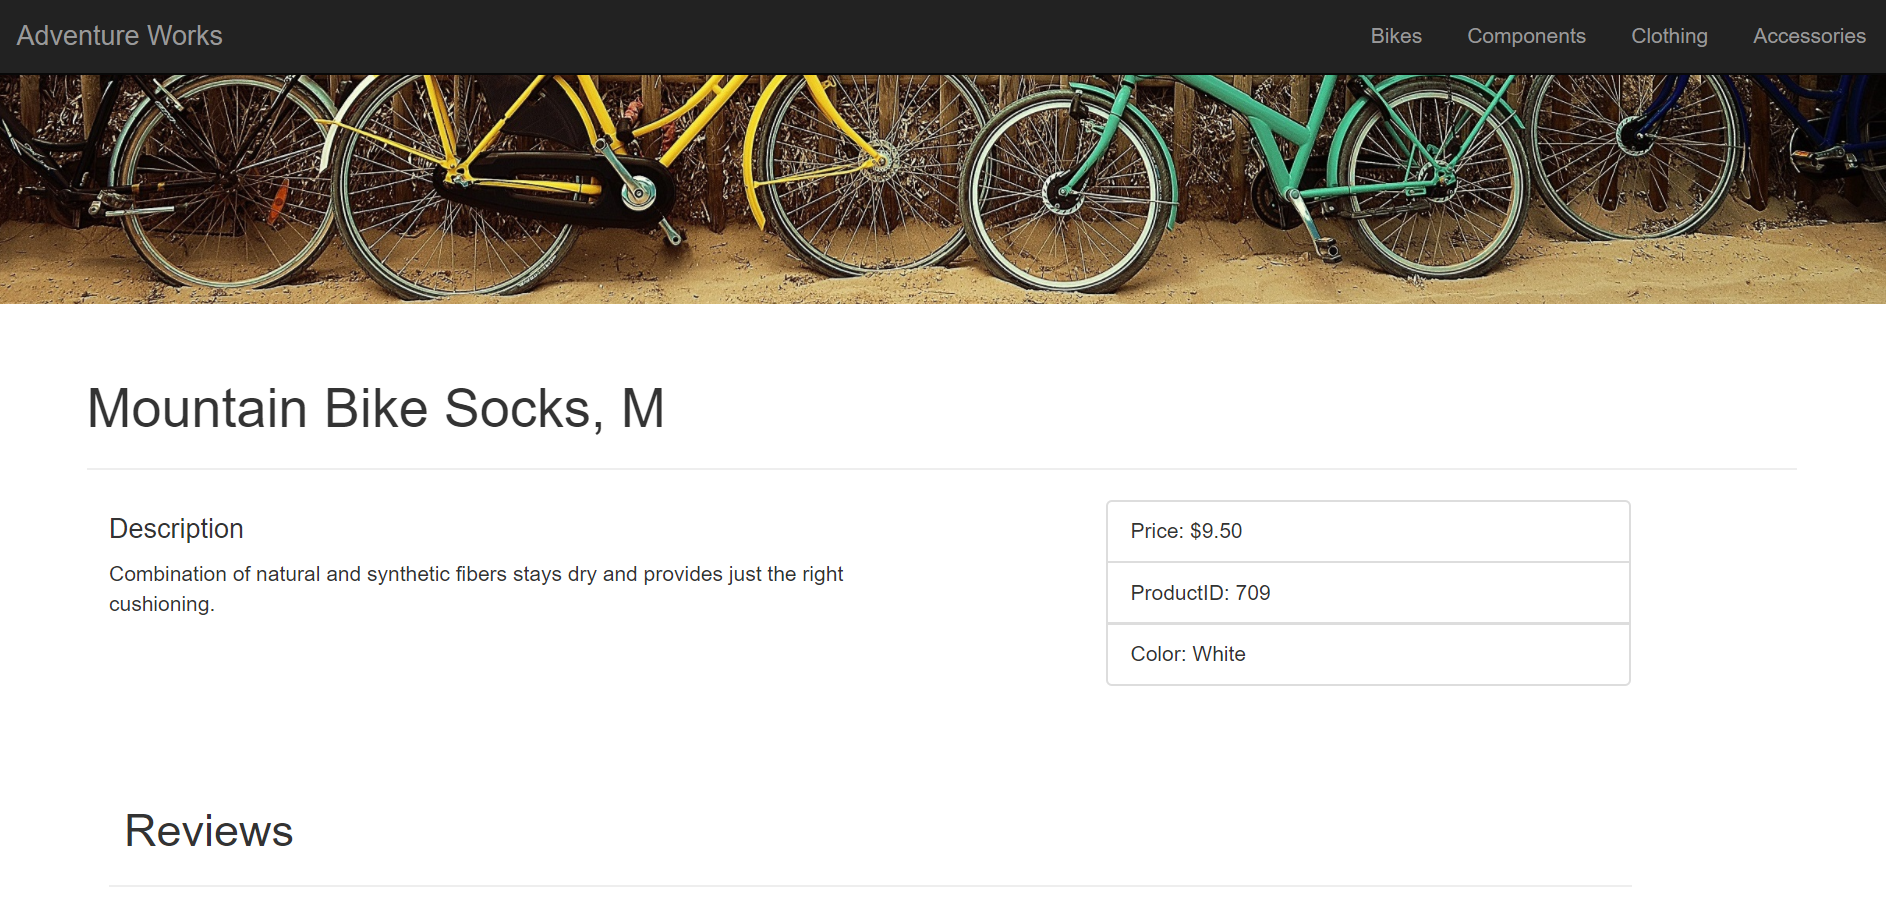 Adventure Works
Bikes Components Clothing Accessories
Mountain Bike Socks, M
Description
Combination of natural and synthetic fibers stays dry and provides just the right
cushioning.
Price: $9.50
ProductID: 709
Color: White
Reviews